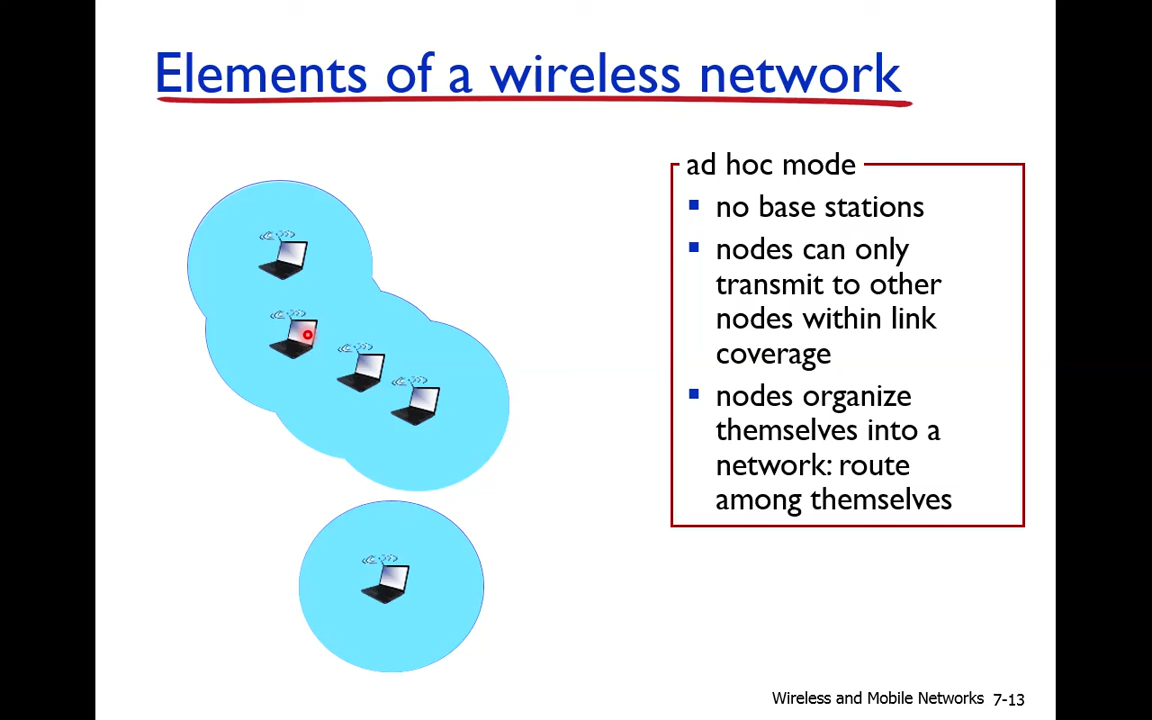 Elements of a wireless network
ad hoc mode
▪ no base stations
▪ nodes can only
transmit to other
nodes within link
coverage
▪ nodes organize
themselves into a
network: route
among themselves
Wireless and Mobile Networks 7-13